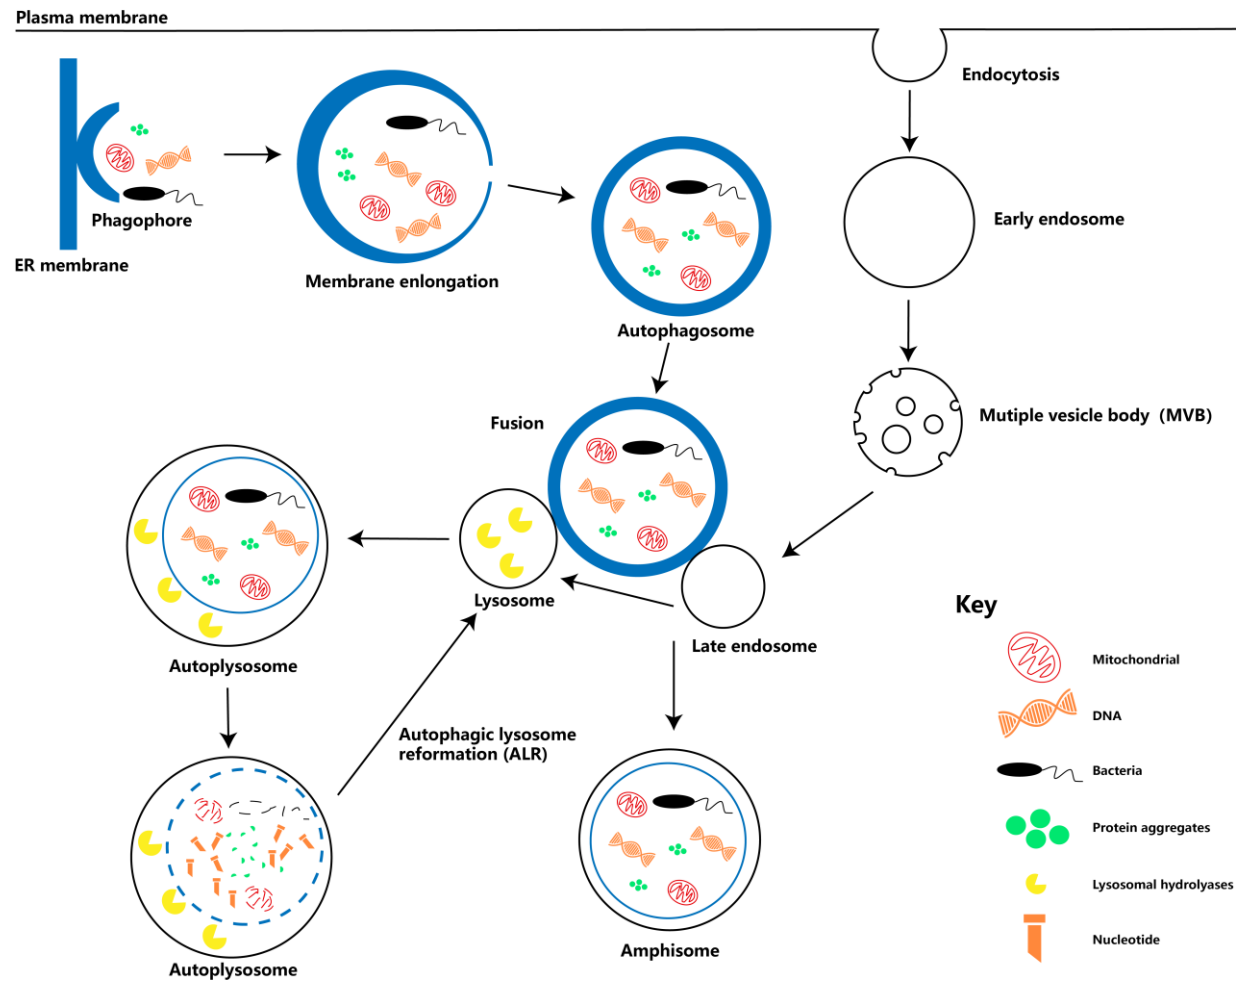 Plasma membrane
Endocytosis
Phagophore
ER membrane
Membrane enlongation
Early endosome
Autophagosome
Fusion
Mutiple vesicle body (MVB)
Lysosome
Late endosome
Autoplysosome
Autophagic lysosome
reformation (ALR)
Autoplysosome
Amphisome
Key
Mitochondrial
DNA
Bacteria
Protein aggregates
Lysosomal hydrolyases
Nucleotide